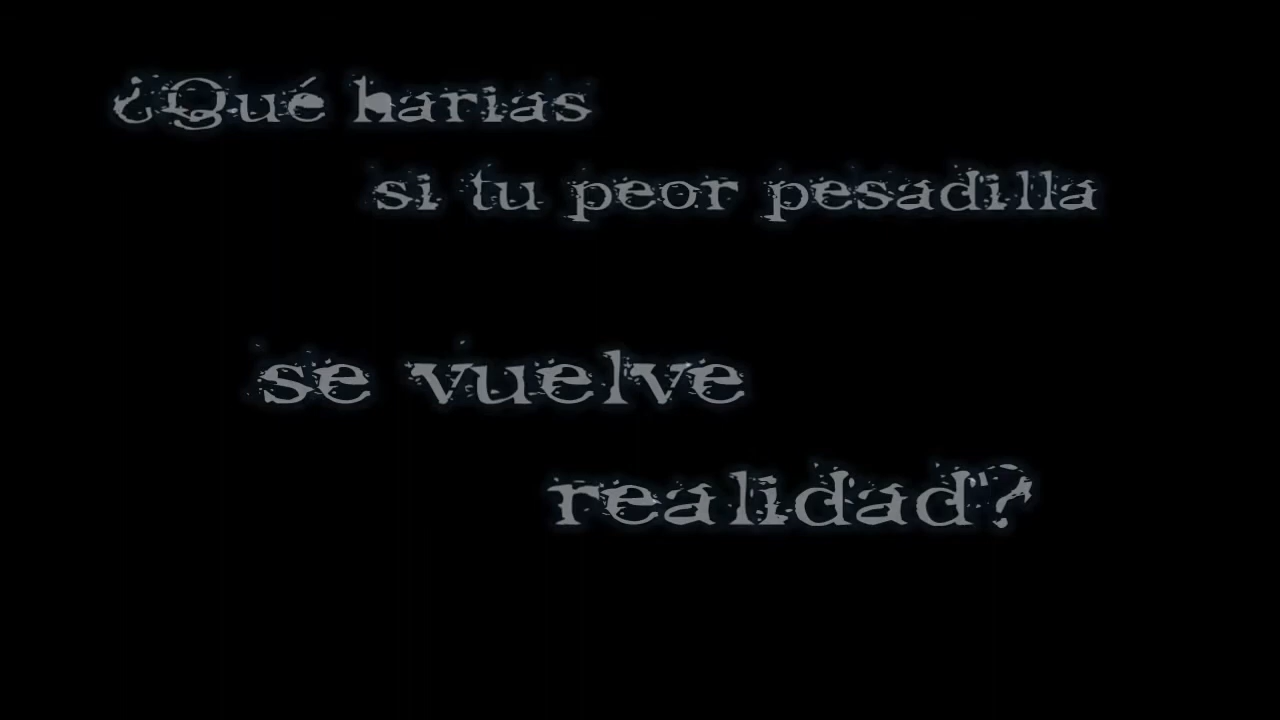 ¿Qué harias
si tu peor pesadilla
se vuelve
realidad?